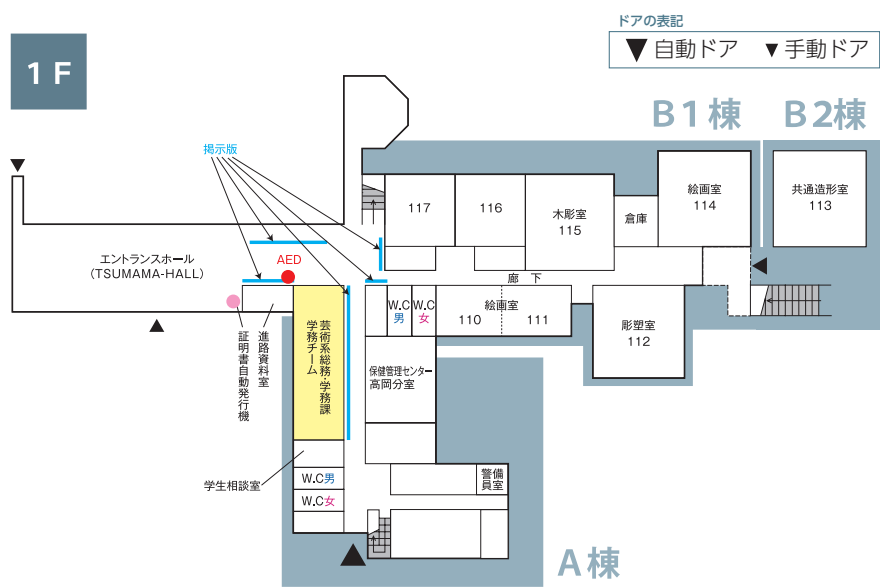 ドアの表記
▼自動ドア ▼手動ドア
1F
B1棟
B2棟
掲示版
117
116
木彫室
115
倉庫
絵画室
114
共通造形室
113
エントランスホール
(TSUMAMA-HALL)
AED
廊 下
W.C
男
W.C
女
絵画室
110
111
彫塑室
112
証明書自動発行機
進路資料室
芸術系総務・学務課
学務チーム
保健管理センター
高岡分室
学生相談室
W.C男
W.C女
警備
員室
A棟